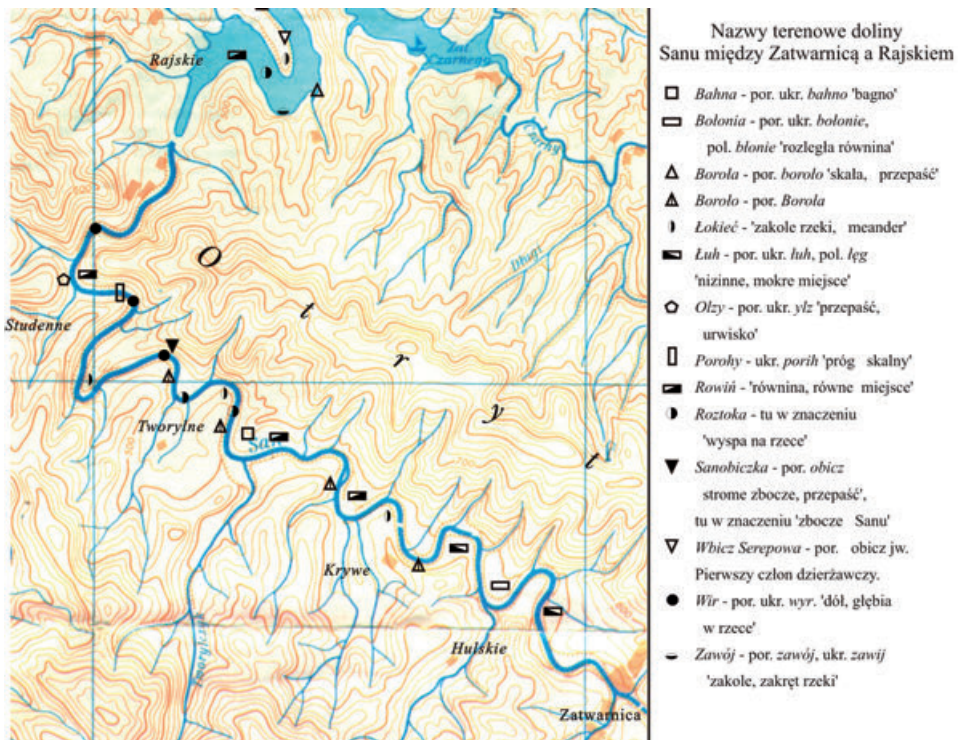 Nazwy terenowe doliny
Sanu między Zatwarnicą a Rajskiem
Bahna - por. ukr. bahno 'bagno'
Bołonia - por. ukr. bołonie,
pol. błonie 'rozległa równina'
Boroła - por. boroło 'skała, przepaść'
Boroło - por. Boroła
Łokieć - 'zakole rzeki, meander'
Łuh - por. ukr. luh, pol. łęg
'nizinne, mokre miejsce'
Olzy - por. ukr. ylz 'przepaść,
urwisko'
Porohy - ukr. porih 'próg skalny'
Rowiń - 'równina, równe miejsce'
Roztoka - tu w znaczeniu
'wyspa na rzece'
Sanobiczka - por. obicz
strome zbocze, przepaść',
tu w znaczeniu 'zbocze Sanu'
Wbicz Serepowa - por. obicz jw.
Pierwszy człon dzierżawczy.
Wir - por. ukr. wyr. 'dół, głębia
w rzece'
Zawój - por. zawój, ukr. zawij
'zakole, zakręt rzeki'
Rajskie
Zat.
Czarnego
Czarny
O
t
r
y
t
Długi
Studenne
Tworylne
San
Krywe
Tworylczyk
Hulskie
Zatwarnica